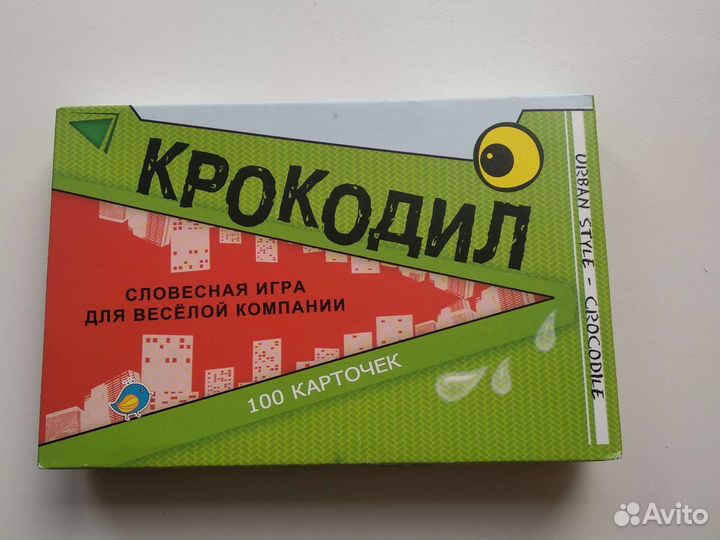 КРОКОДИЛ
СЛОВЕСНАЯ ИГРА
ДЛЯ ВЕСЁЛОЙ КОМПАНИИ
100 КАРТОЧЕК
URBAN STYLE - CROCODILE
Avito